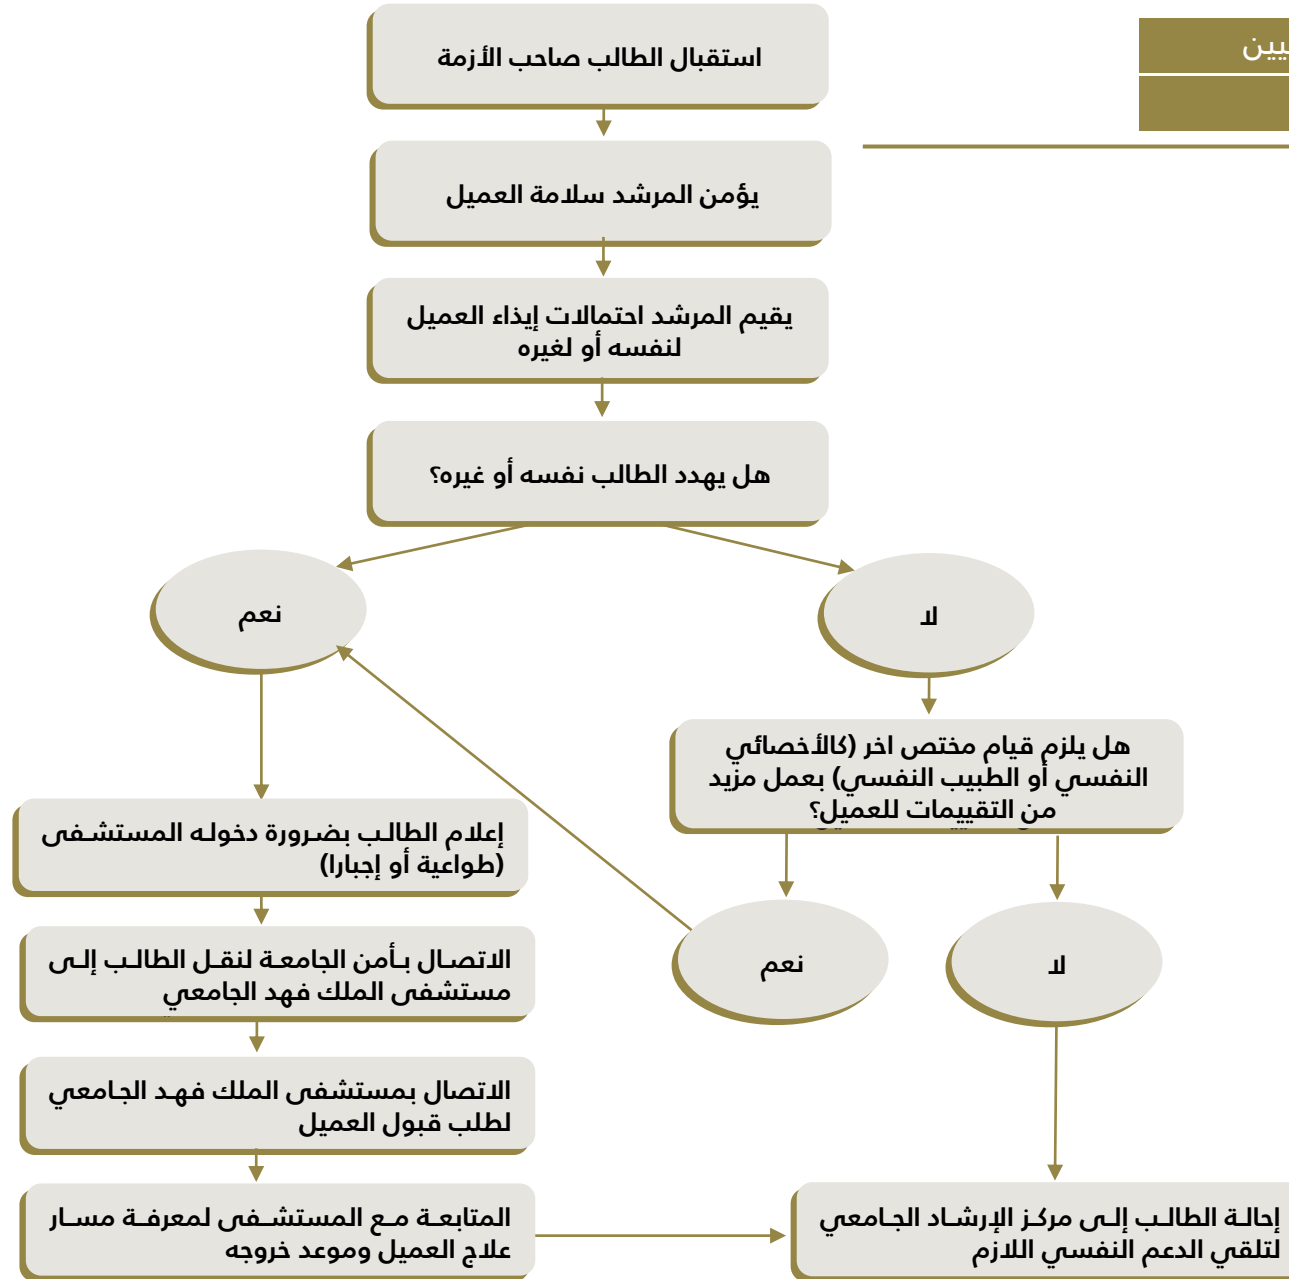 استقبال الطالب صاحب الأزمة
يؤمن المرشد سلامة العميل
يقيم المرشد احتمالات إيذاء العميل
لنفسه أو لغيره
هل يهدد الطالب نفسه أو غيره؟
لا
نعم
هل يلزم قيام مختص اخر (كالأخصائي
النفسي أو الطبيب النفسي) بعمل مزيد
من التقييمات للعميل؟
إعلام الطالب بضرورة دخوله المستشفى
(طواعية أو إجبارا)
لا
نعم
الاتصال بأمن الجامعة لنقل الطالب إلى
مستشفى الملك فهد الجامعي
الاتصال بمستشفى الملك فهد الجامعي
لطلب قبول العميل
المتابعة مع المستشفى لمعرفة مسار
علاج العميل وموعد خروجه
إحالة الطالب إلى مركز الإرشاد الجامعي
لتلقي الدعم النفسي اللازم